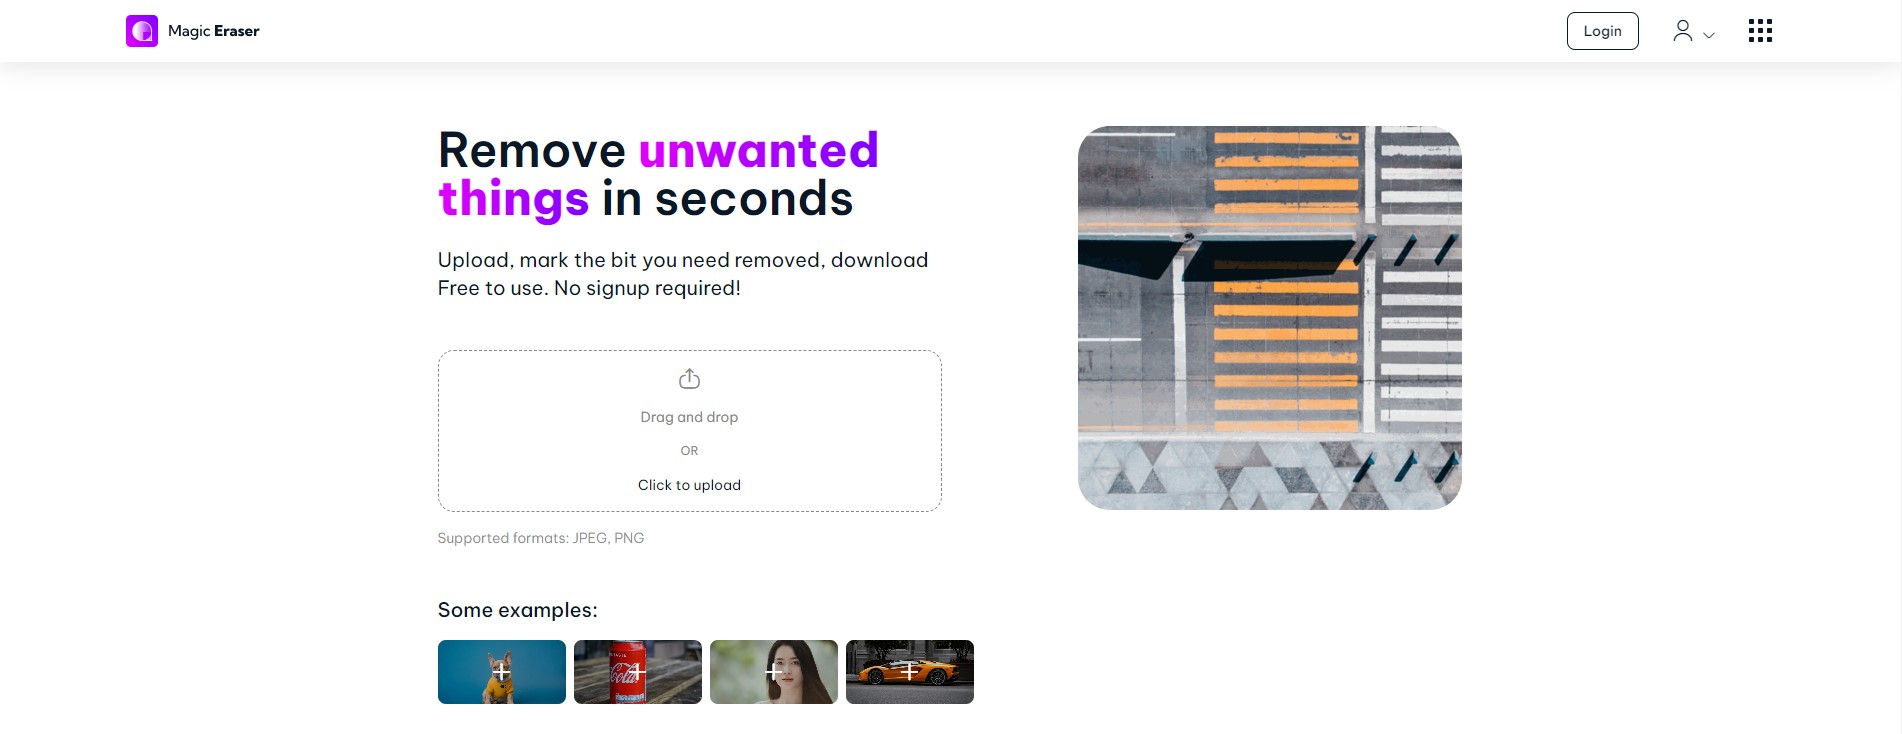 Magic Eraser
Login
Remove unwanted
things in seconds
Upload, mark the bit you need removed, download
Free to use. No signup required!
Drag and drop
OR
Click to upload
Supported formats: JPEG, PNG
Some examples: